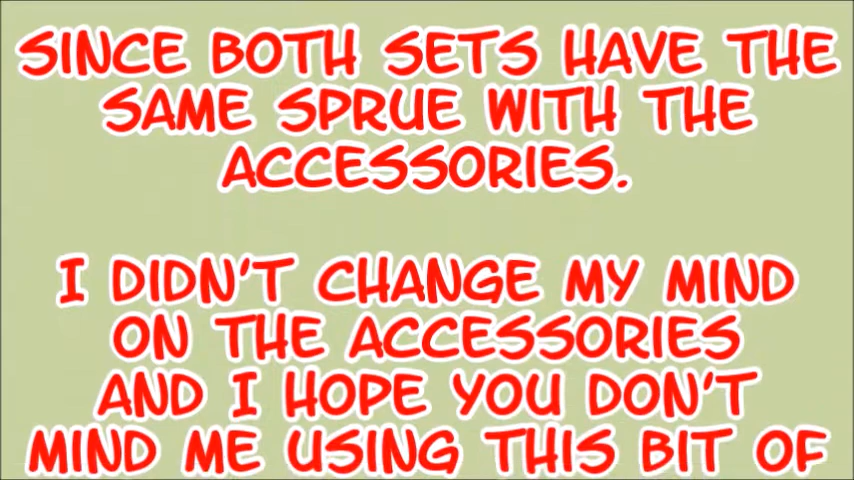 SINCE BOTH SETS HAVE THE
SAME SPRUE WITH THE
ACCESSORIES.
I DIDN'T CHANGE MY MIND
ON THE ACCESSORIES
AND I HOPE YOU DON'T
MIND ME USING THIS BIT OF